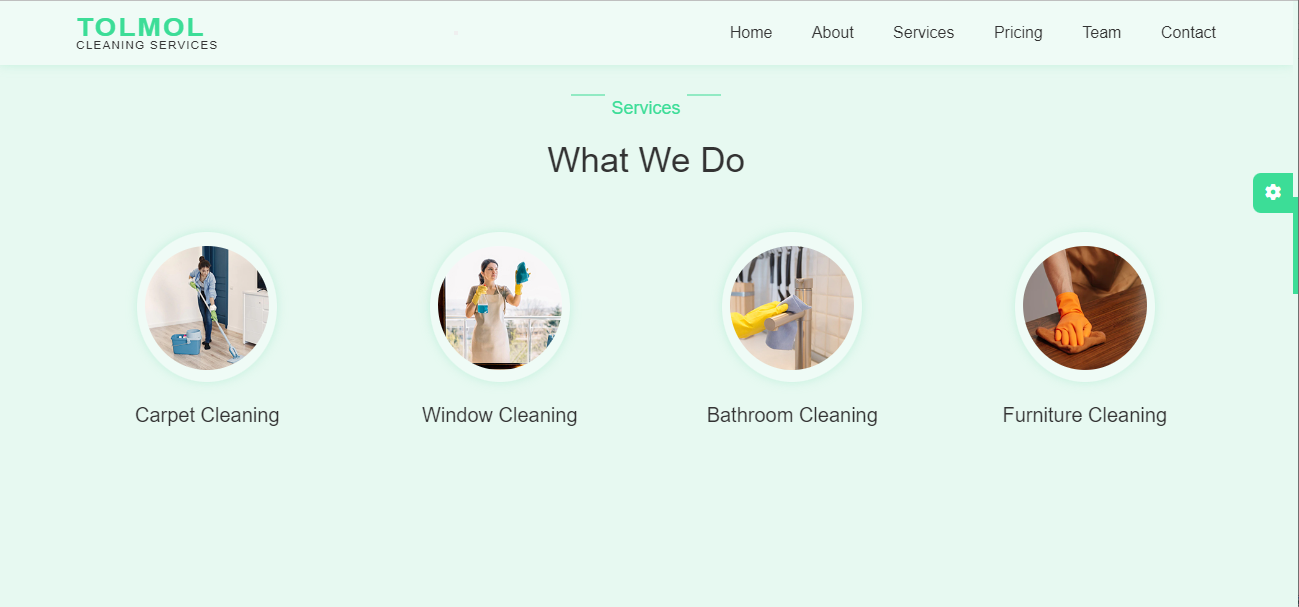 TOLMOL
CLEANING SERVICES
Home About Services Pricing Team Contact
Services
What We Do
Carpet Cleaning Window Cleaning Bathroom Cleaning Furniture Cleaning